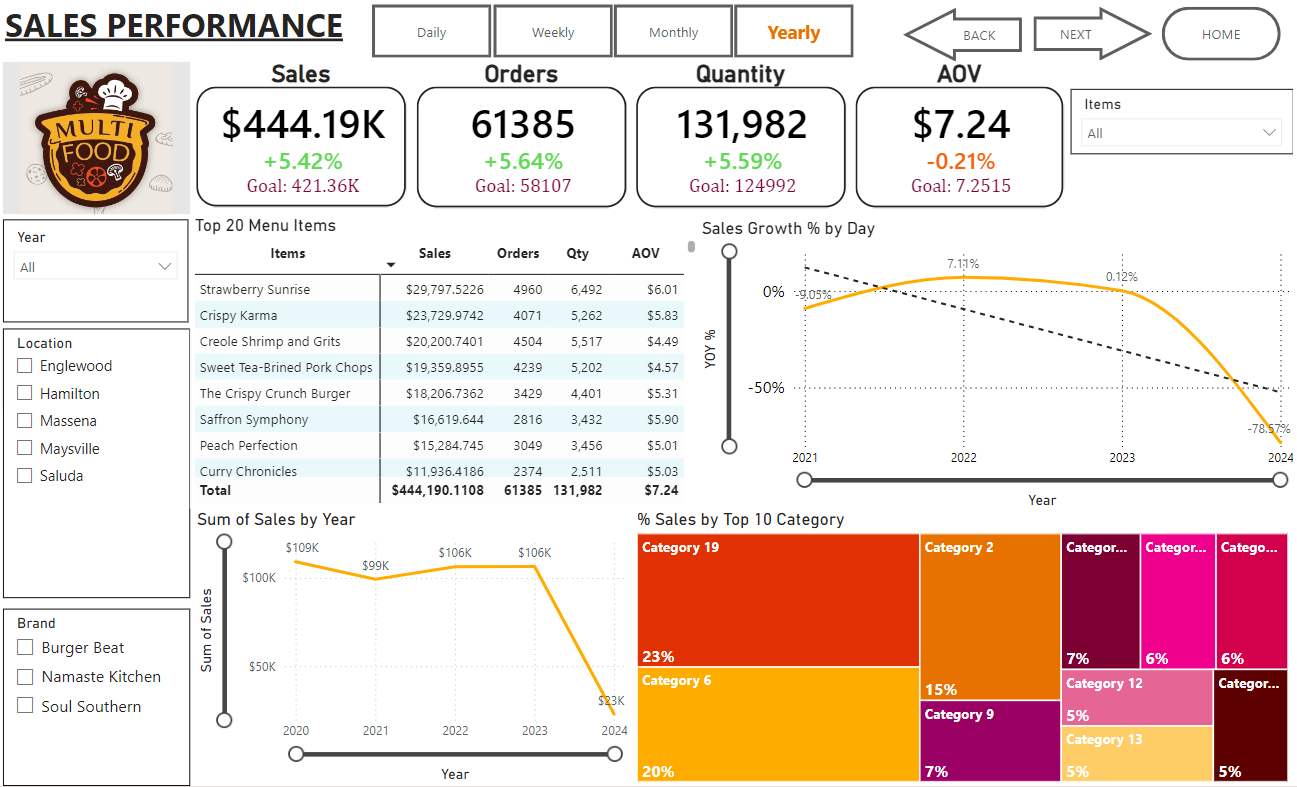 SALES PERFORMANCE
Daily
Weekly
Monthly
Yearly
BACK
NEXT
HOME
MULTI
FOOD
Sales
$444.19K
+5.42%
Goal: 421.36K
Orders
61385
+5.64%
Goal: 58107
Quantity
131,982
+5.59%
Goal: 124992
AOV
$7.24
-0.21%
Goal: 7.2515
Items
All
Year
All
Location
Englewood
Hamilton
Massena
Maysville
Saluda
Brand
Burger Beat
Namaste Kitchen
Soul Southern
Top 20 Menu Items
Items Sales Orders Qty AOV
Strawberry Sunrise $29,797.5226 4960 6,492 $6.01
Crispy Karma $23,729.9742 4071 5,262 $5.83
Creole Shrimp and Grits $20,200.7401 4504 5,517 $4.49
Sweet Tea-Brined Pork Chops $19,359.8955 4239 5,202 $4.57
The Crispy Crunch Burger $18,206.7362 3429 4,401 $5.31
Saffron Symphony $16,619.644 2816 3,432 $5.90
Peach Perfection $15,284.745 3049 3,456 $5.01
Curry Chronicles $11,936.4186 2374 2,511 $5.03
Total $444,190.1108 61385 131,982 $7.24
Sales Growth % by Day
YOY %
0%
-50%
-9.05%
7.11%
0.12%
-78.57%
2021 2022 2023 2024
Year
Sum of Sales by Year
Sum of Sales
$100K
$50K
$109K
$99K
$106K
$106K
$23K
2020 2021 2022 2023 2024
Year
% Sales by Top 10 Category
Category 19
23%
Category 6
20%
Category 2
15%
Category 9
7%
Categor...
7%
Categor...
6%
Catego...
6%
Category 12
5%
Category 13
5%
Categor...
5%